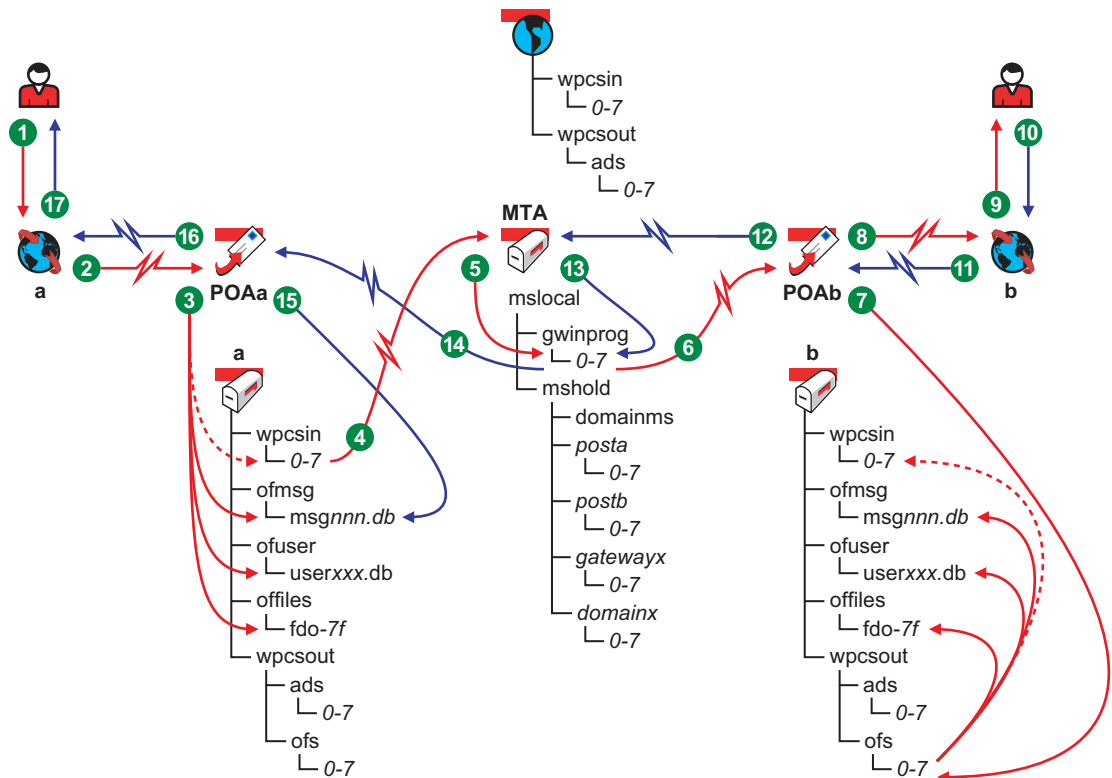 wpcsin
0-7
wpcsout
ads
0-7
1
17
16
2
a
POAa
3
15
MTA
5
13
mslocal
gwinprog
0-7
mshold
domainms
posta
0-7
postb
0-7
gatewayx
0-7
domainx
0-7
14
6
4
12
8
POAb
7
10
9
11
b
a
wpcsin
0-7
ofmsg
msgnnn.db
ofuser
userxxx.db
offiles
fdo-7f
wpcsout
ads
0-7
ofs
0-7
b
wpcsin
0-7
ofmsg
msgnnn.db
ofuser
userxxx.db
offiles
fdo-7f
wpcsout
ads
0-7
ofs
0-7